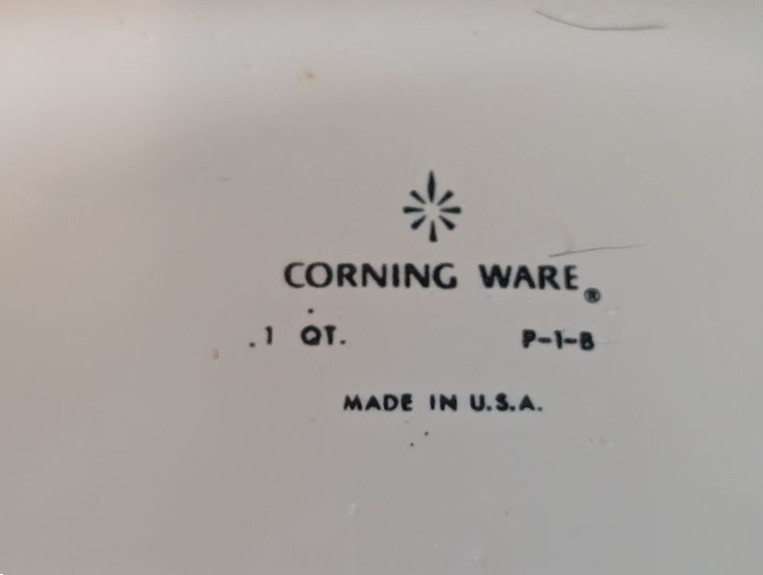 CORNING WARE®
.1 QT. P-1-B
MADE IN U.S.A.